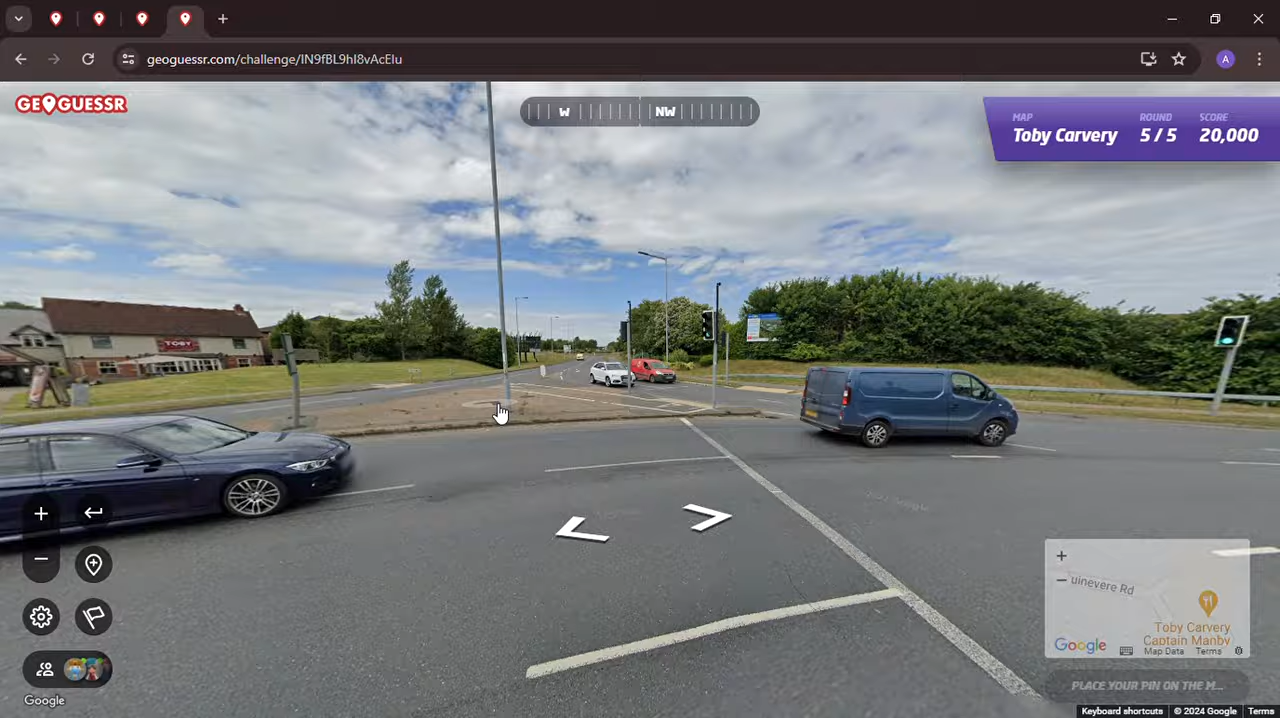 geoguessr.com/challenge/IN9fBL9hI8vAcElu
A
GEOGUESSR
W
NW
MAP
ROUND
SCORE
Toby Carvery
5 / 5
20,000
TOBY
uinevere Rd
Toby Carvery
Captain Manby
Google
Map Data
Terms
PLACE YOUR PIN ON THE M...
Google
Keyboard shortcuts
© 2024 Google
Terms